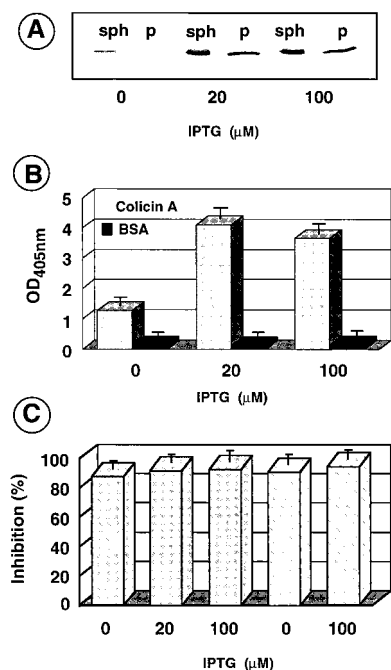 A
sph p sph p sph p
0 20 100
IPTG (µM)
B
5
4
3
2
1
0
OD405nm
Colicin A
BSA
0 20 100
IPTG (µM)
C
100
80
60
40
20
0
Inhibition (%)
0 20 100 0 100
IPTG (µM)